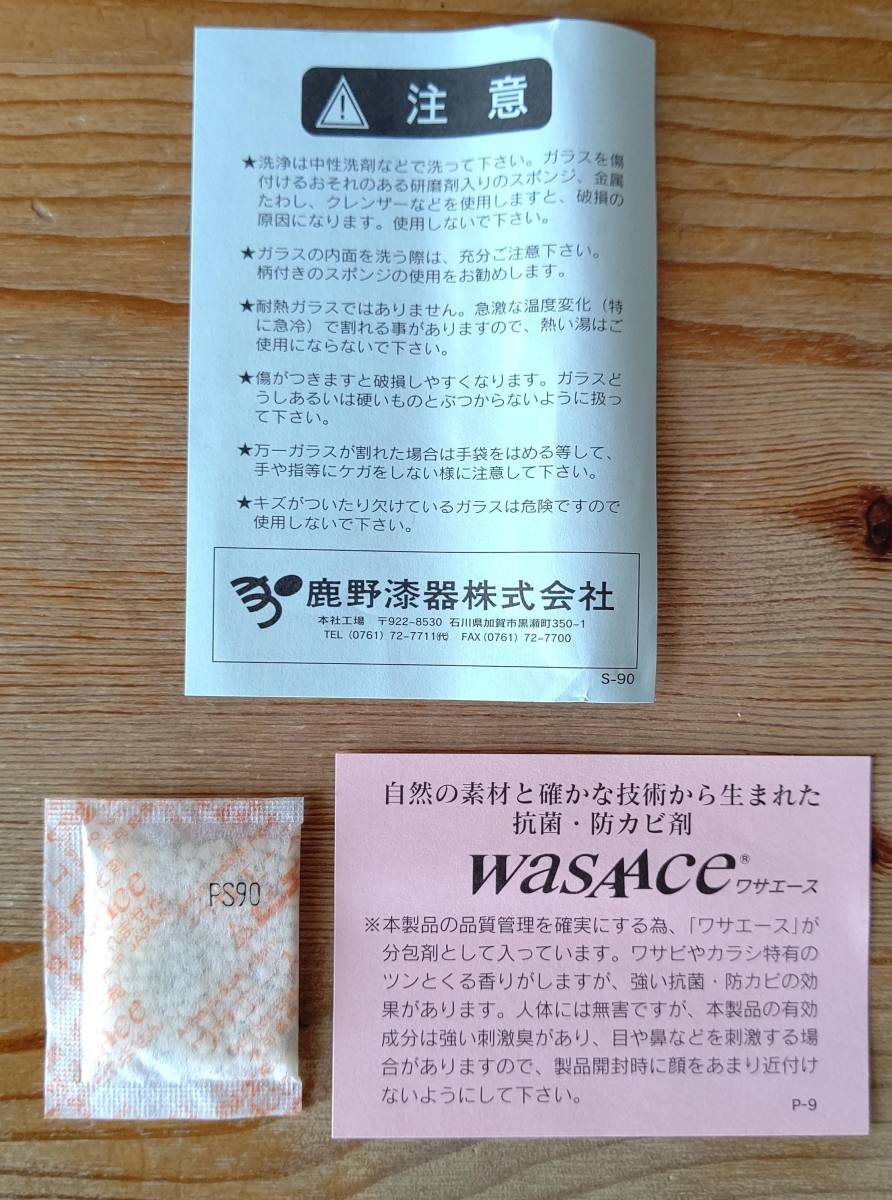 注意
★洗浄は中性洗剤などで洗って下さい。ガラスを傷
付けるおそれのある研磨剤入りのスポンジ、金属
たわし、クレンザーなどを使用しますと、破損の
原因になります。使用しないで下さい。
★ガラスの内面を洗う際は、充分ご注意下さい。
柄付きのスポンジの使用をお勧めします。
★耐熱ガラスではありません。急激な温度変化（特
に急冷）で割れる事がありますので、熱い湯はご
使用にならないで下さい。
★傷がつきますと破損しやすくなります。ガラスど
うしあるいは硬いものとぶつからないように扱っ
て下さい。
★万一ガラスが割れた場合は手袋をはめる等して、
手や指等にケガをしない様に注意して下さい。
★キズがついたり欠けているガラスは危険ですので
使用しないで下さい。
鹿野漆器株式会社
本社工場 〒922-8530 石川県加賀市黒瀬町350-1
TEL (0761) 72-7711㈹ FAX (0761) 72-7700
S-90
PS90
自然の素材と確かな技術から生まれた
抗菌・防カビ剤
WasAAce® ワサエース
※本製品の品質管理を確実にする為、「ワサエース」が
分包剤として入っています。ワサビやカラシ特有の
ツンとくる香りがしますが、強い抗菌・防カビの効
果があります。人体には無害ですが、本製品の有効
成分は強い刺激臭があり、目や鼻などを刺激する場
合がありますので、製品開封時に顔をあまり近付け
ないようにして下さい。
P-9